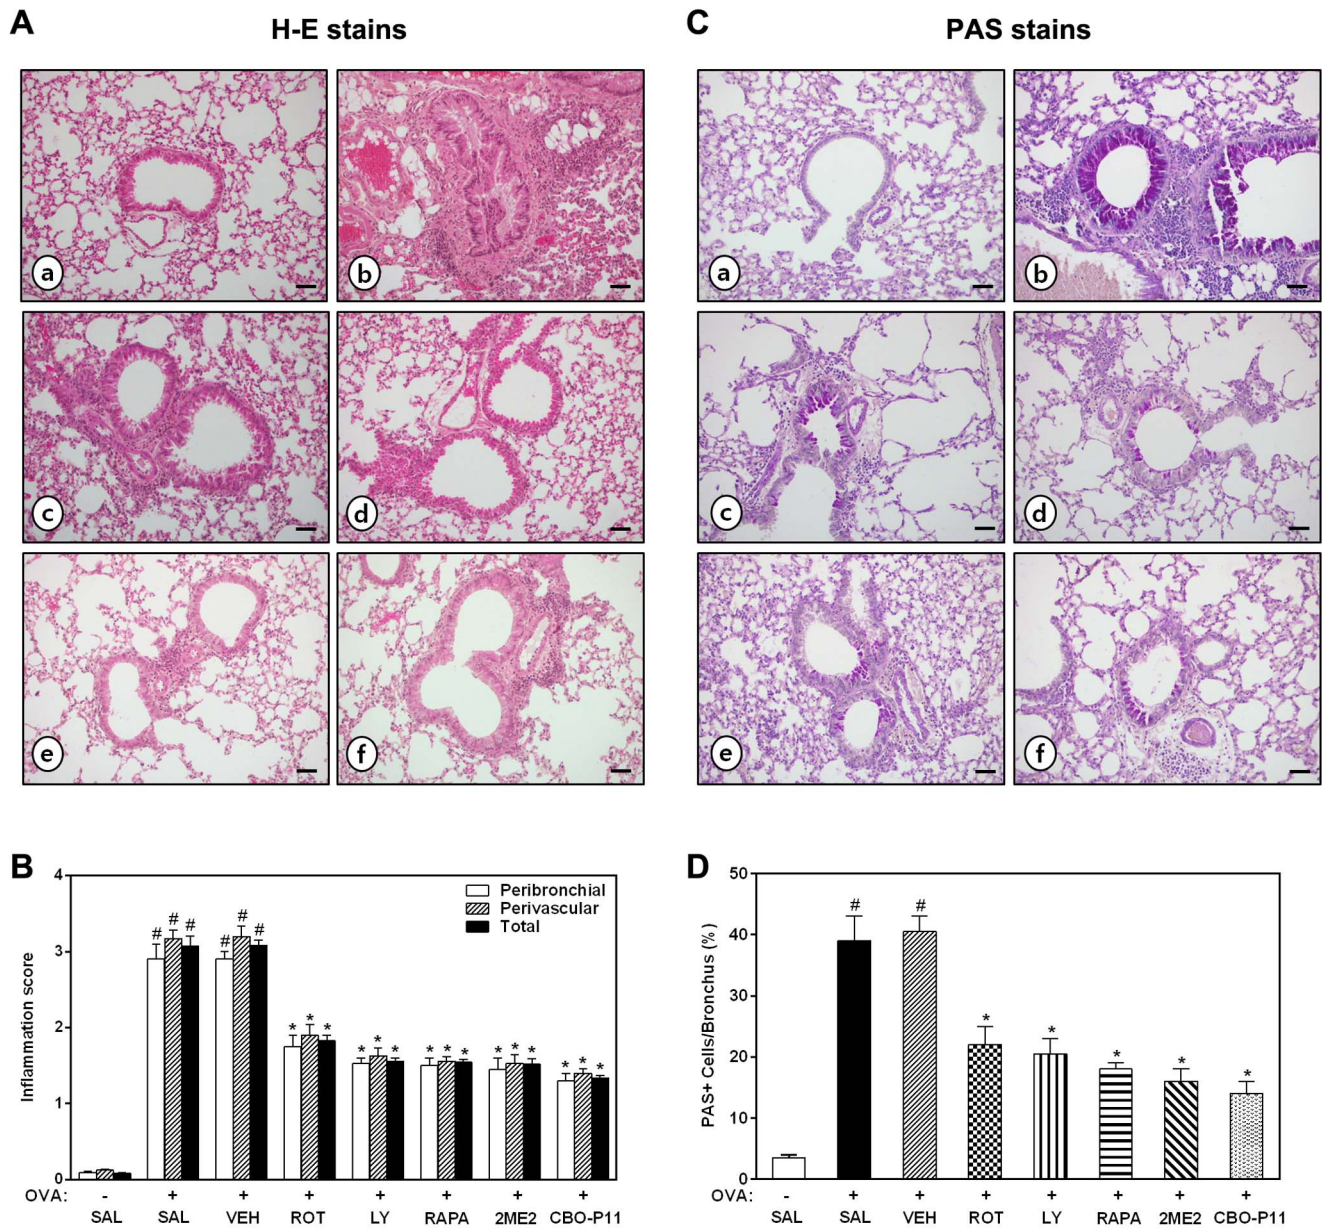 A
H-E stains
a
b
c
d
e
f
C
PAS stains
a
b
c
d
e
f
B
Inflammation score
4
3
2
1
0
Peribronchial
Perivascular
Total
# # # # # #
* * * * * * * * * * * * * * *
OVA: - + + + + + + +
SAL SAL VEH ROT LY RAPA 2ME2 CBO-P11
D
PAS+ Cells/Bronchus (%)
50
40
30
20
10
0
# #
* * * * *
OVA: - + + + + + + +
SAL SAL VEH ROT LY RAPA 2ME2 CBO-P11